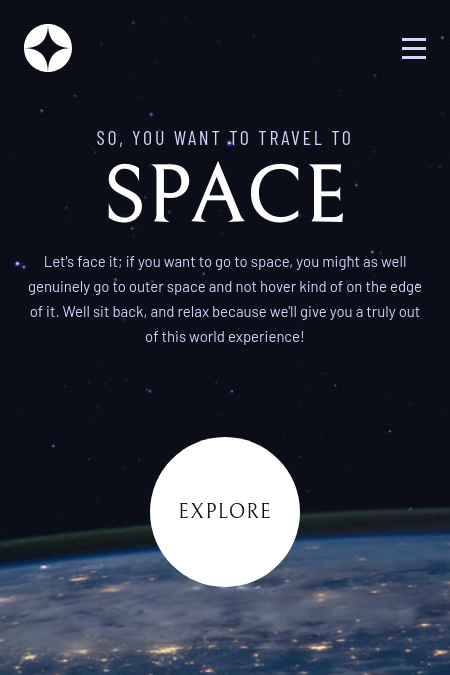 SO, YOU WANT TO TRAVEL TO
SPACE
Let's face it; if you want to go to space, you might as well
genuinely go to outer space and not hover kind of on the edge
of it. Well sit back, and relax because we'll give you a truly out
of this world experience!
EXPLORE